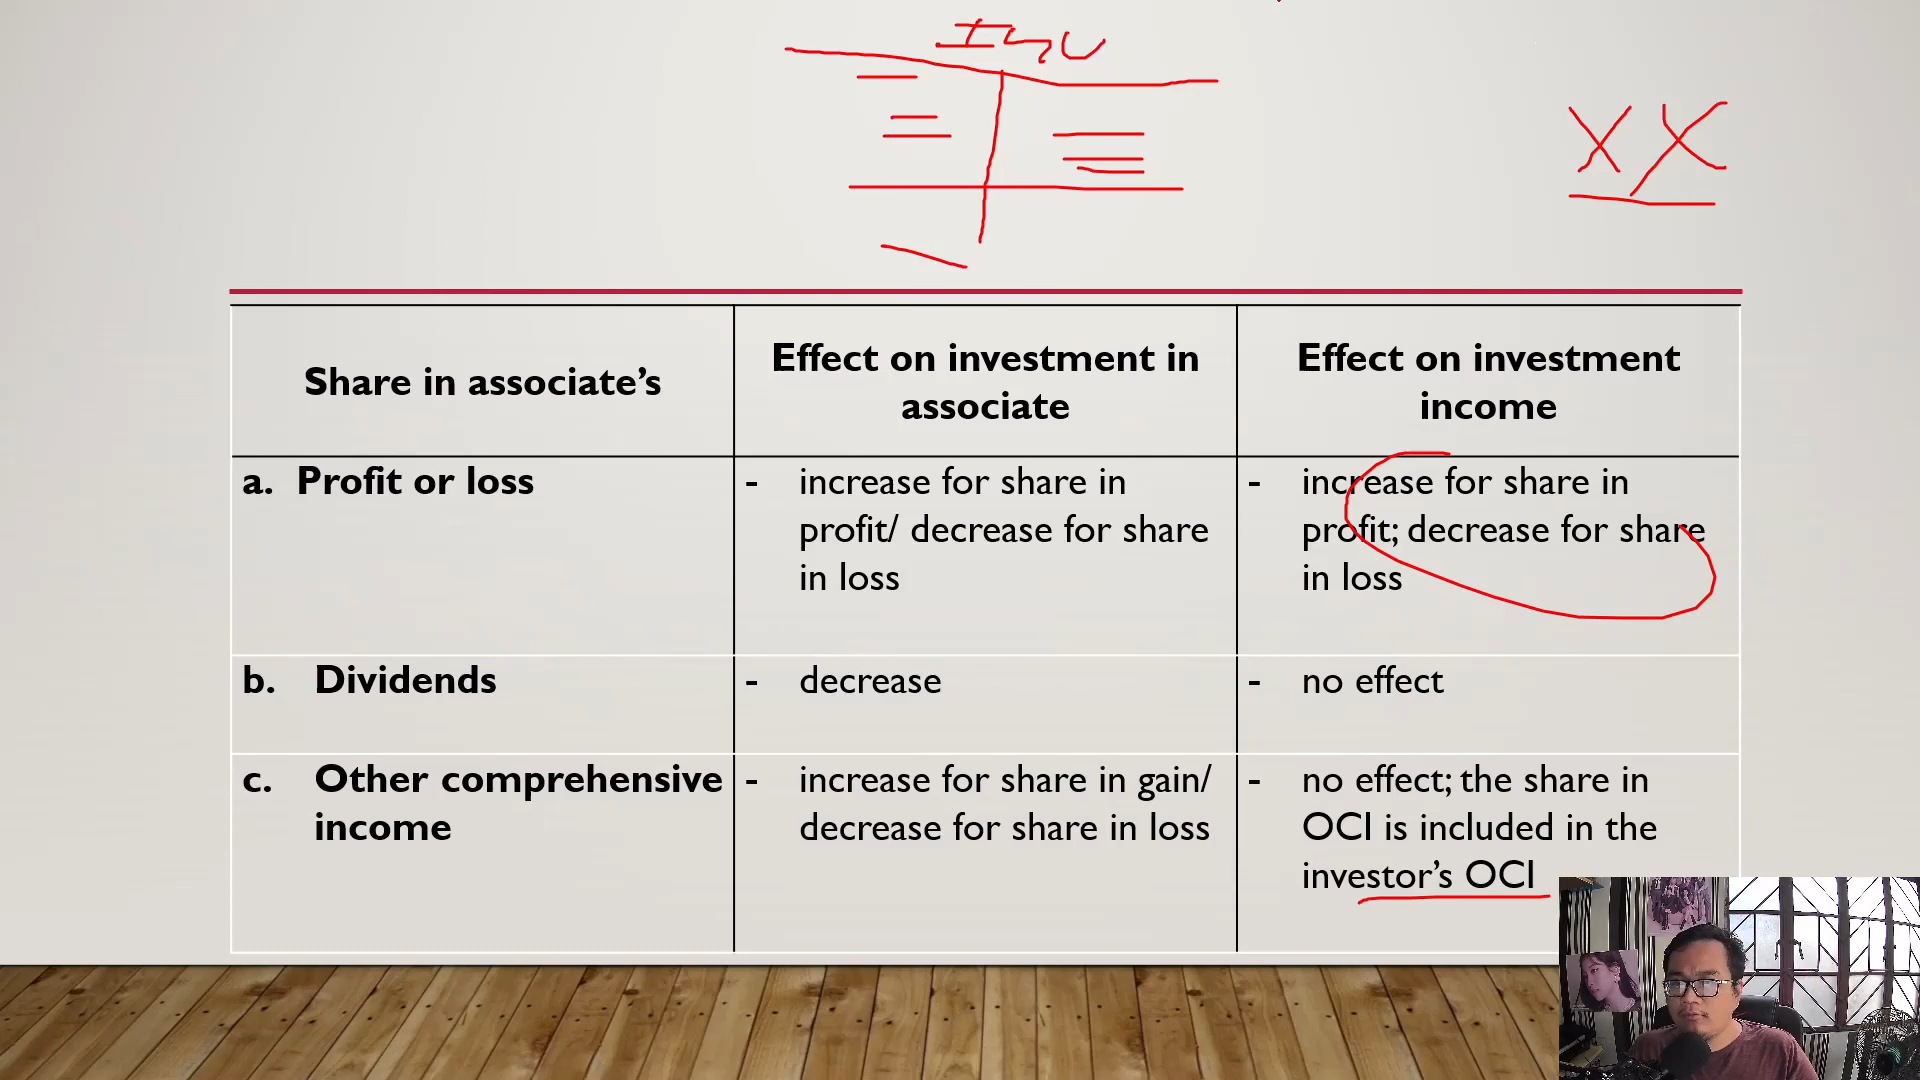 Inv
XX
Share in associate's
Effect on investment in
associate
Effect on investment
income
a. Profit or loss
- increase for share in
profit/ decrease for share
in loss
- increase for share in
profit; decrease for share
in loss
b. Dividends
- decrease
- no effect
c. Other comprehensive
income
- increase for share in gain/
decrease for share in loss
- no effect; the share in
OCI is included in the
investor's OCI